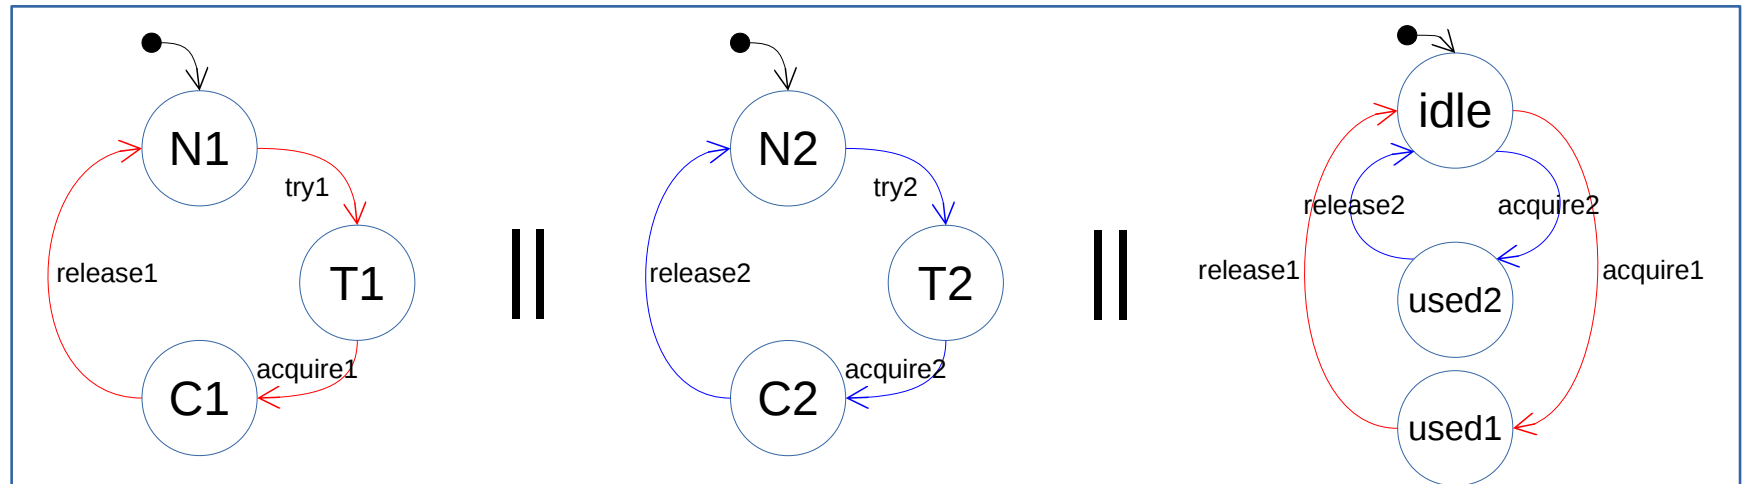 N1
try1
T1
release1
acquire1
C1
N2
try2
T2
release2
acquire2
C2
idle
release2
acquire2
release1
acquire1
used2
used1